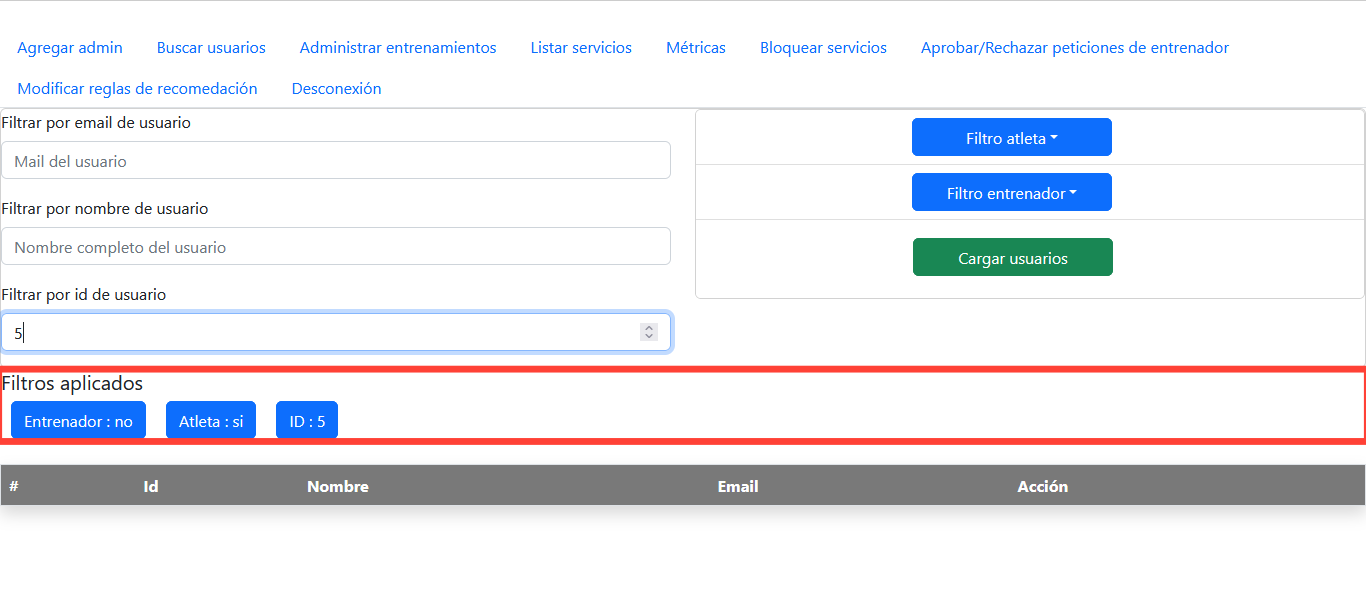 Agregar admin Buscar usuarios Administrar entrenamientos Listar servicios Métricas Bloquear servicios Aprobar/Rechazar peticiones de entrenador
Modificar reglas de recomedación Desconexión
Filtrar por email de usuario
Mail del usuario
Filtrar por nombre de usuario
Nombre completo del usuario
Filtrar por id de usuario
5
Filtro atleta
Filtro entrenador
Cargar usuarios
Filtros aplicados
Entrenador : no Atleta : si ID : 5
# Id Nombre Email Acción